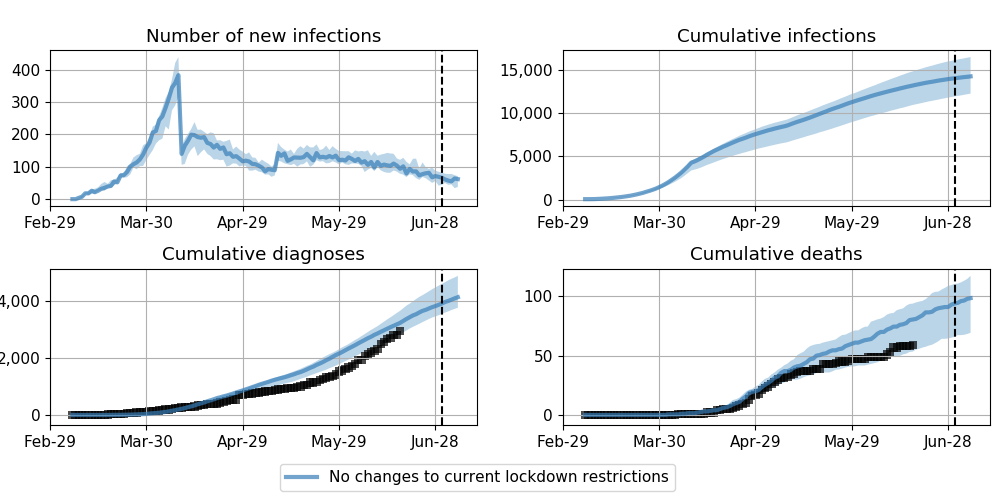 Number of new infections
400
300
200
100
0
Feb-29 Mar-30 Apr-29 May-29 Jun-28
Cumulative infections
15,000
10,000
5,000
0
Feb-29 Mar-30 Apr-29 May-29 Jun-28
Cumulative diagnoses
4,000
2,000
0
Feb-29 Mar-30 Apr-29 May-29 Jun-28
Cumulative deaths
100
50
0
Feb-29 Mar-30 Apr-29 May-29 Jun-28
No changes to current lockdown restrictions